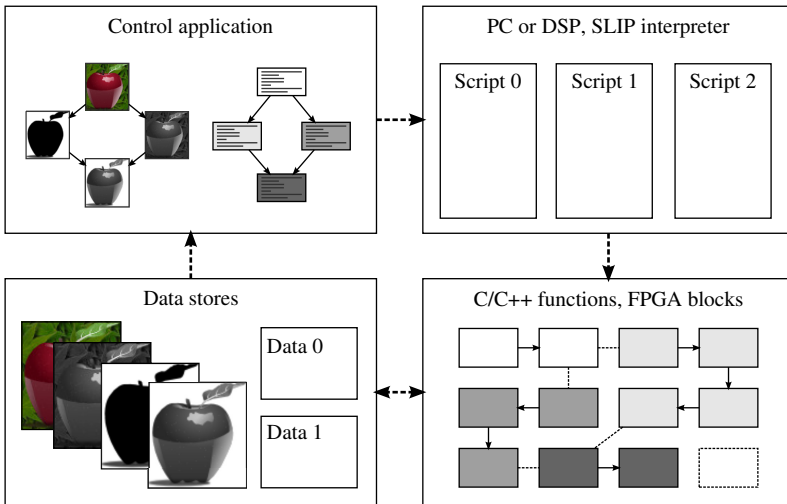 Control application
PC or DSP, SLIP interpreter
Script 0
Script 1
Script 2
Data stores
Data 0
Data 1
C/C++ functions, FPGA blocks